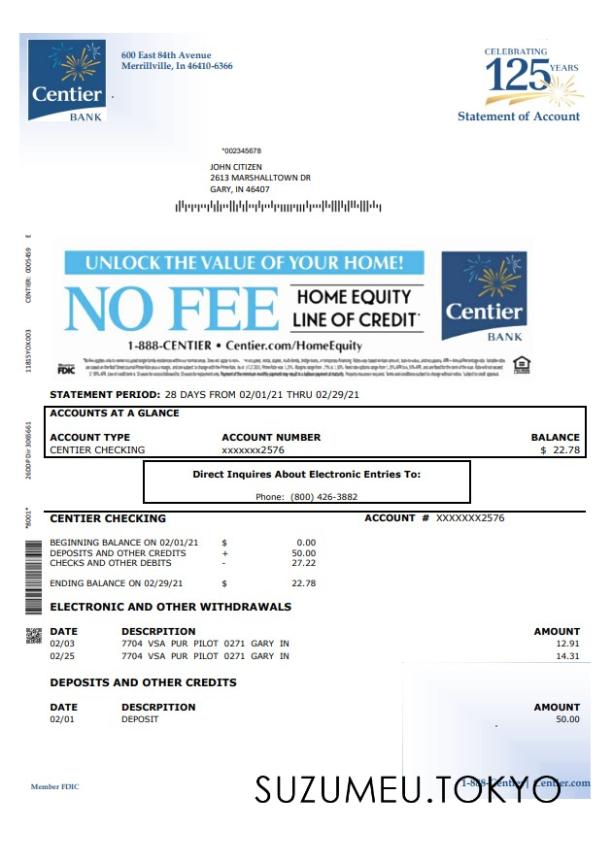 600 East 84th Avenue
Merrillville, In 46410-6366
Centier
BANK
CELEBRATING
125 YEARS
Statement of Account
*002345678
JOHN CITIZEN
2613 MARSHALLTOWN DR
GARY, IN 46407
UNLOCK THE VALUE OF YOUR HOME!
NO FEE HOME EQUITY
LINE OF CREDIT*
1-888-CENTIER • Centier.com/HomeEquity
Centier
BANK
Member
FDIC
STATEMENT PERIOD: 28 DAYS FROM 02/01/21 THRU 02/29/21
ACCOUNTS AT A GLANCE
ACCOUNT TYPE ACCOUNT NUMBER BALANCE
CENTIER CHECKING xxxxxxx2576 $ 22.78
Direct Inquires About Electronic Entries To:
Phone: (800) 426-3882
CENTIER CHECKING ACCOUNT # XXXXXXX2576
BEGINNING BALANCE ON 02/01/21 $ 0.00
DEPOSITS AND OTHER CREDITS + 50.00
CHECKS AND OTHER DEBITS - 27.22
ENDING BALANCE ON 02/29/21 $ 22.78
ELECTRONIC AND OTHER WITHDRAWALS
DATE DESCRPITION AMOUNT
02/03 7704 VSA PUR PILOT 0271 GARY IN 12.91
02/25 7704 VSA PUR PILOT 0271 GARY IN 14.31
DEPOSITS AND OTHER CREDITS
DATE DESCRPITION AMOUNT
02/01 DEPOSIT 50.00
Member FDIC
1-888-Centier | Centier.com
SUZUMEU.TOKYO